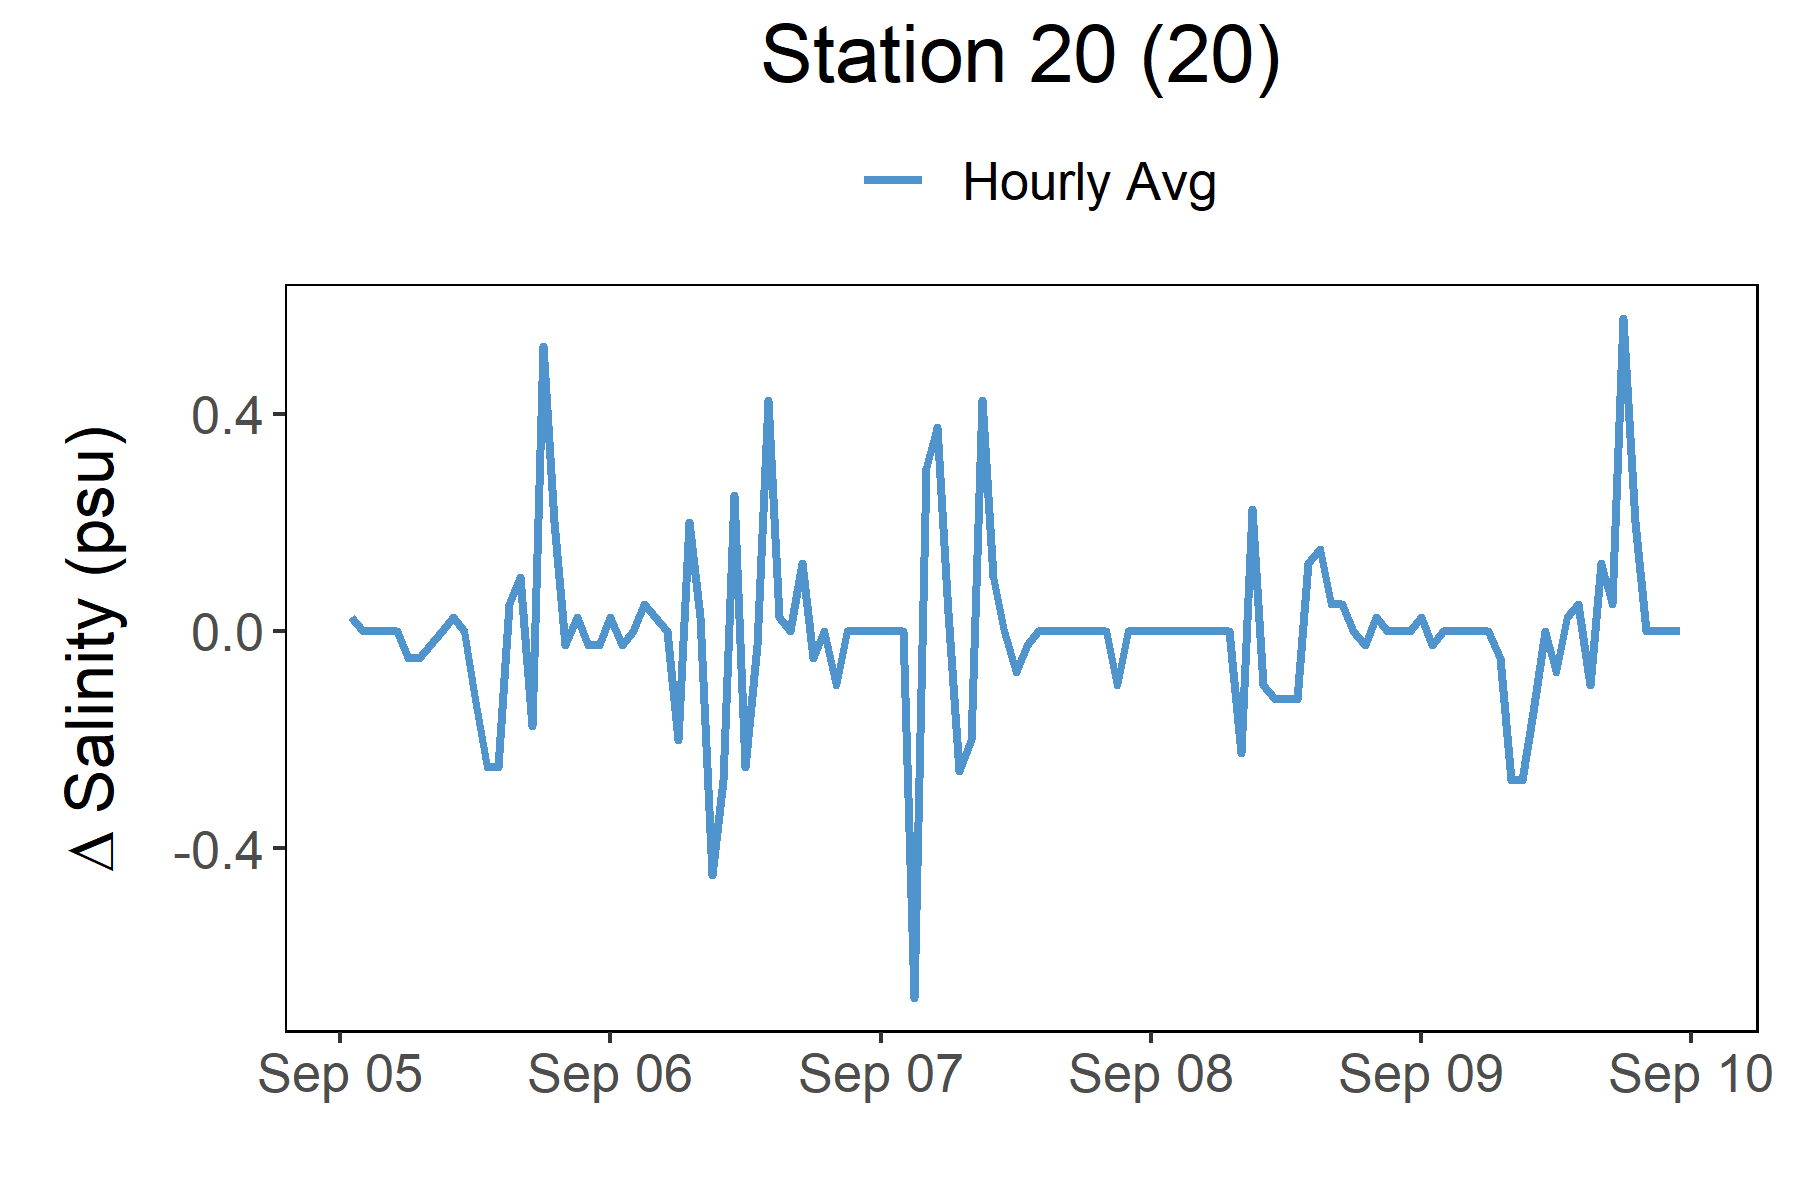 Station 20 (20)
Hourly Avg
Δ Salinity (psu)
0.4
0.0
-0.4
Sep 05 Sep 06 Sep 07 Sep 08 Sep 09 Sep 10